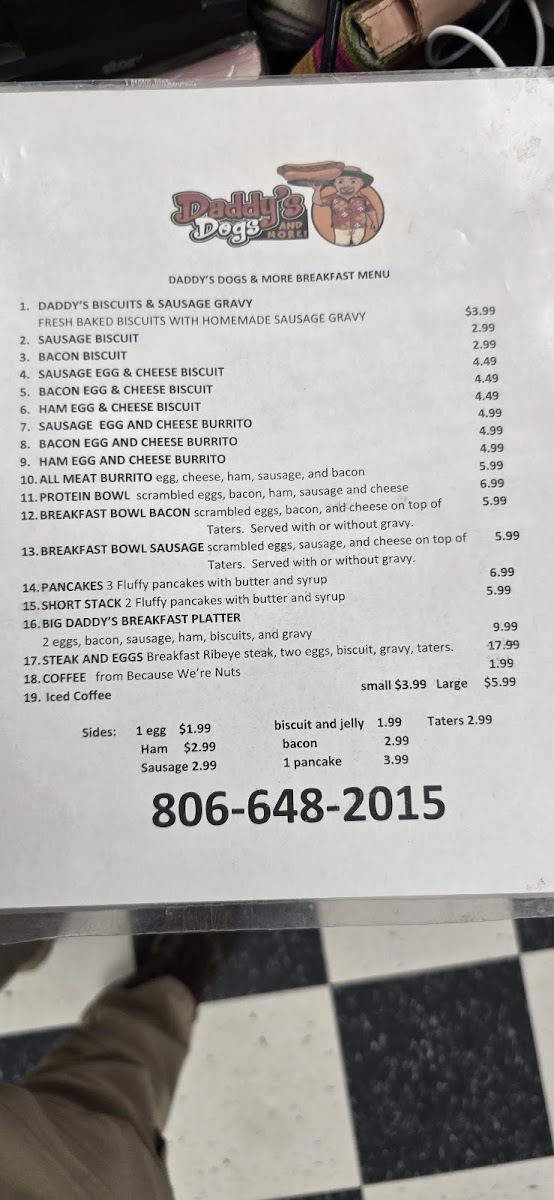 Daddy's
Dogs AND MORE!
DADDY'S DOGS & MORE BREAKFAST MENU
1. DADDY'S BISCUITS & SAUSAGE GRAVY
FRESH BAKED BISCUITS WITH HOMEMADE SAUSAGE GRAVY $3.99
2. SAUSAGE BISCUIT 2.99
3. BACON BISCUIT 2.99
4. SAUSAGE EGG & CHEESE BISCUIT 4.49
5. BACON EGG & CHEESE BISCUIT 4.49
6. HAM EGG & CHEESE BISCUIT 4.49
7. SAUSAGE EGG AND CHEESE BURRITO 4.99
8. BACON EGG AND CHEESE BURRITO 4.99
9. HAM EGG AND CHEESE BURRITO 4.99
10. ALL MEAT BURRITO egg, cheese, ham, sausage, and bacon 5.99
11. PROTEIN BOWL scrambled eggs, bacon, ham, sausage and cheese 6.99
12. BREAKFAST BOWL BACON scrambled eggs, bacon, and cheese on top of 5.99
Taters. Served with or without gravy.
13. BREAKFAST BOWL SAUSAGE scrambled eggs, sausage, and cheese on top of 5.99
Taters. Served with or without gravy.
14. PANCAKES 3 Fluffy pancakes with butter and syrup 6.99
15. SHORT STACK 2 Fluffy pancakes with butter and syrup 5.99
16. BIG DADDY'S BREAKFAST PLATTER
2 eggs, bacon, sausage, ham, biscuits, and gravy 9.99
17. STEAK AND EGGS Breakfast Ribeye steak, two eggs, biscuit, gravy, taters. 17.99
18. COFFEE from Because We're Nuts 1.99
19. Iced Coffee small $3.99 Large $5.99
Sides: 1 egg $1.99 biscuit and jelly 1.99 Taters 2.99
Ham $2.99 bacon 2.99
Sausage 2.99 1 pancake 3.99
806-648-2015